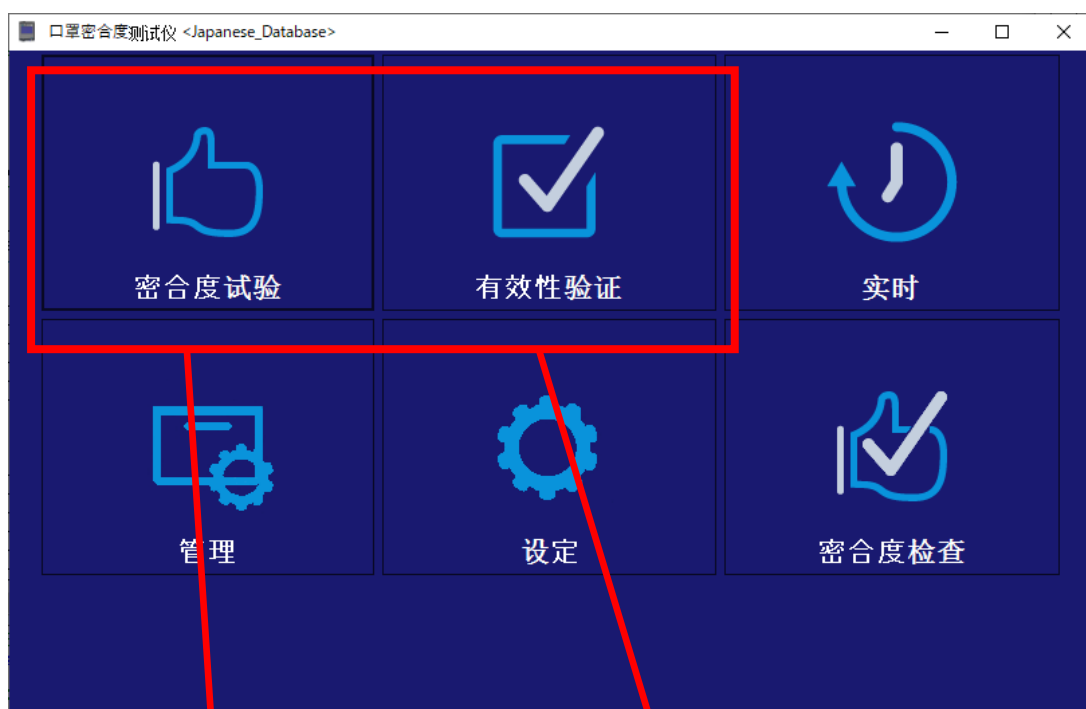 口罩密合度测试仪 <Japanese_Database>
密合度试验
有效性验证
实时
管理
设定
密合度检查